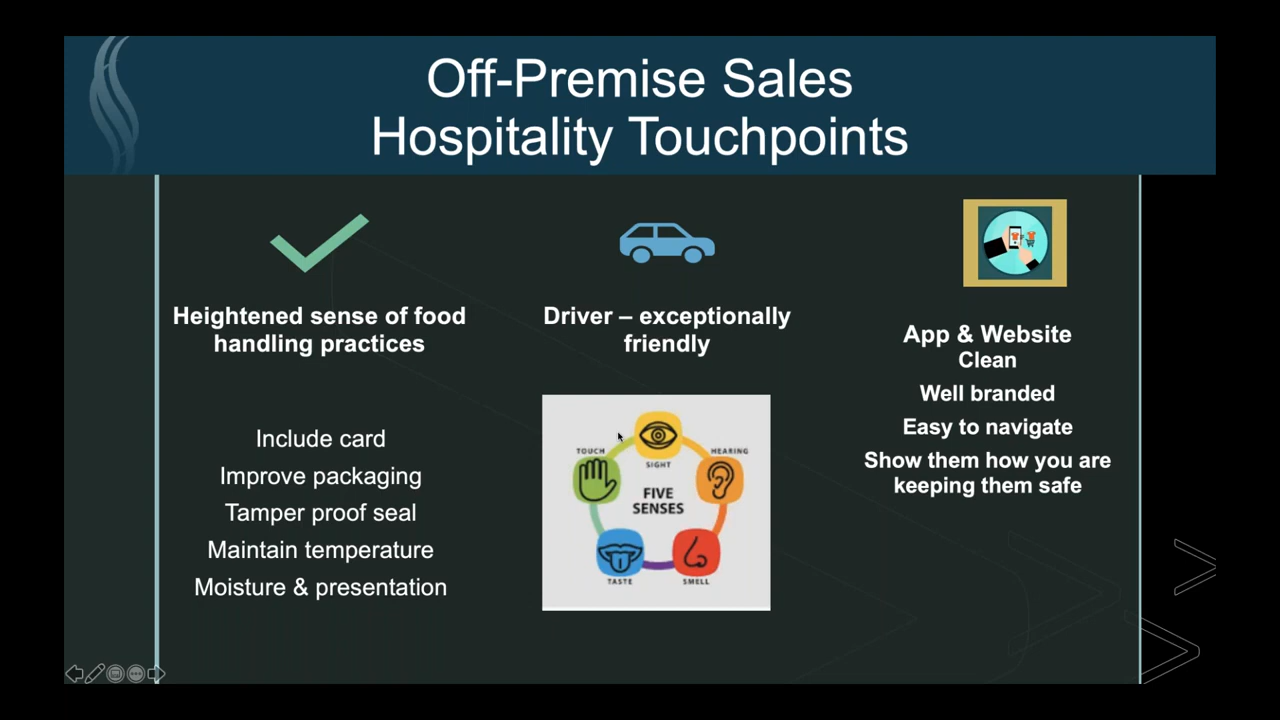 Off-Premise Sales
Hospitality Touchpoints
Heightened sense of food
handling practices
Include card
Improve packaging
Tamper proof seal
Maintain temperature
Moisture & presentation
Driver – exceptionally
friendly
TOUCH
SIGHT
HEARING
FIVE
SENSES
TASTE
SMELL
App & Website
Clean
Well branded
Easy to navigate
Show them how you are
keeping them safe